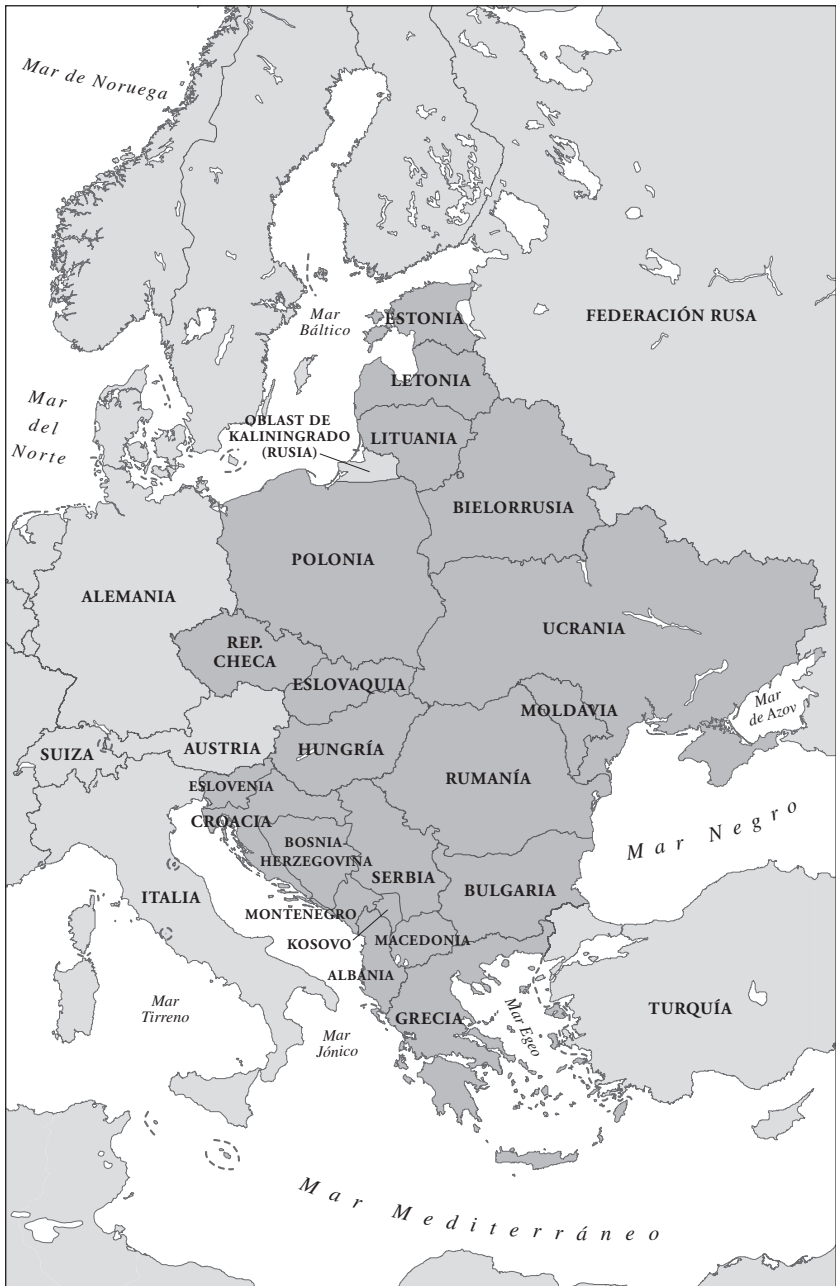 Mar de Noruega
Mar
Báltico
ESTONIA
FEDERACIÓN RUSA
LETONIA
Mar
del
Norte
OBLAST DE
KALININGRADO
(RUSIA)
LITUANIA
BIELORRUSIA
POLONIA
ALEMANIA
UCRANIA
REP.
CHECA
ESLOVAQUIA
MOLDAVIA
Mar
de Azov
SUIZA
AUSTRIA
HUNGRÍA
RUMANÍA
ESLOVENIA
CROACIA
Mar Negro
BOSNIA-
HERZEGOVINA
SERBIA
BULGARIA
ITALIA
MONTENEGRO
KOSOVO
MACEDONIA
ALBANIA
Mar
Tirreno
GRECIA
Mar Egeo
TURQUÍA
Mar
Jónico
Mar Mediterráneo